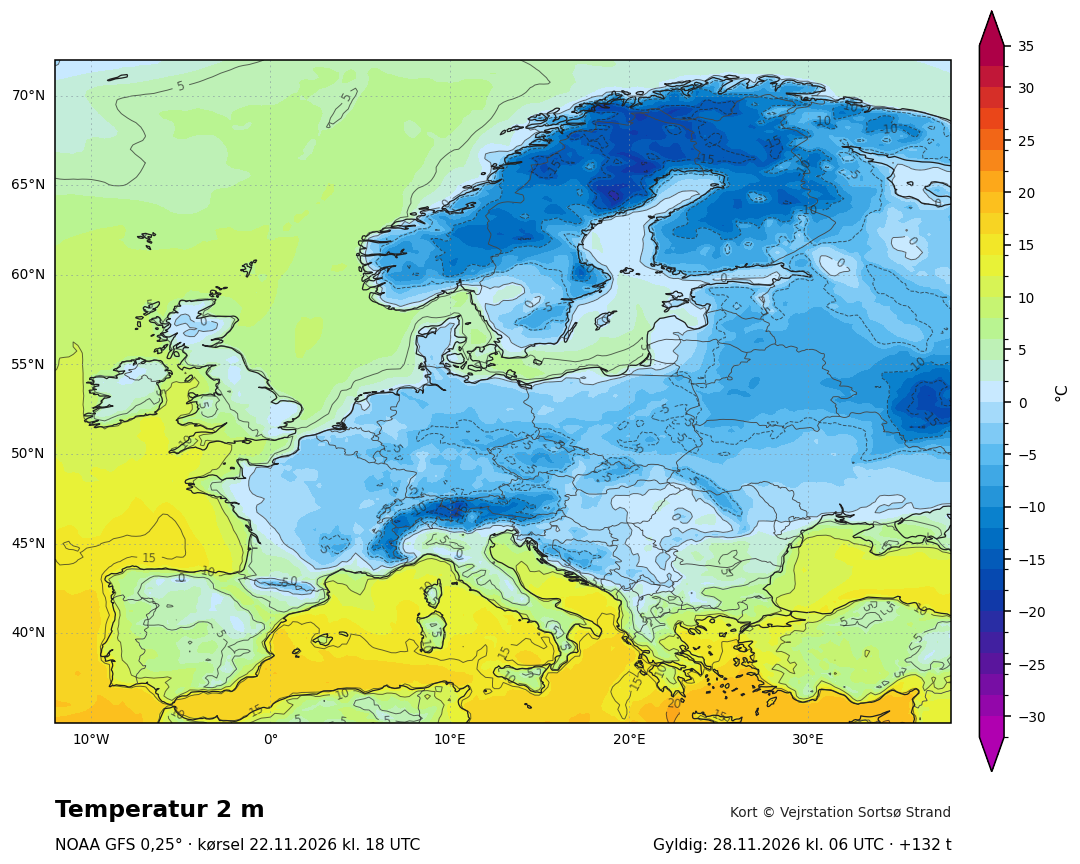 35
30
25
20
15
10
5
0
−5
−10
−15
−20
−25
−30
°C
70°N
65°N
60°N
55°N
50°N
45°N
40°N
10°W
0°
10°E
20°E
30°E
Temperatur 2 m
Kort © Vejrstation Sortsø Strand
NOAA GFS 0,25° · kørsel 22.11.2026 kl. 18 UTC
Gyldig: 28.11.2026 kl. 06 UTC · +132 t